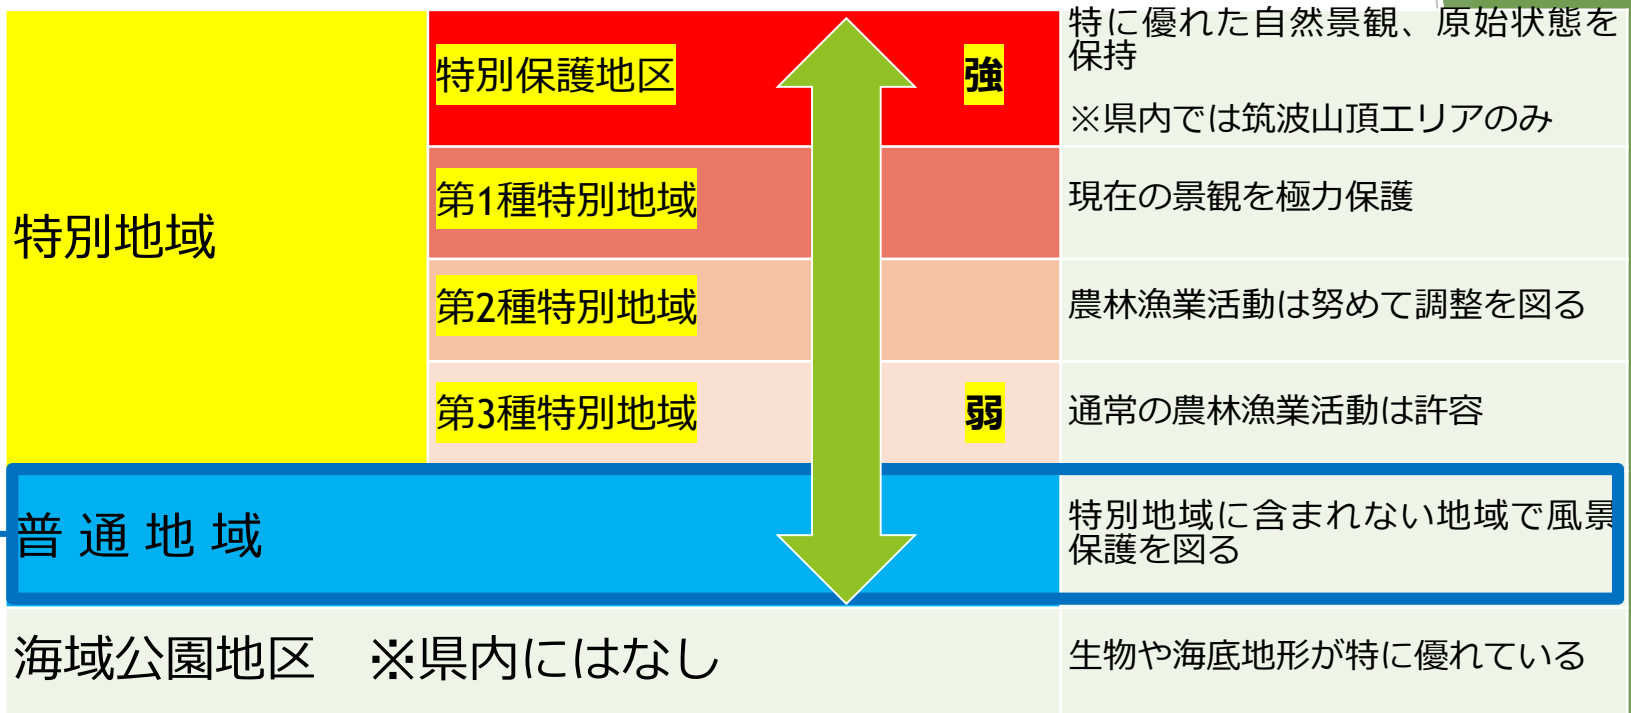 特別地域
特別保護地区
強
特に優れた自然景観、原始状態を
保持
※県内では筑波山頂エリアのみ
第1種特別地域
現在の景観を極力保護
第2種特別地域
農林漁業活動は努めて調整を図る
第3種特別地域
弱
通常の農林漁業活動は許容
普通地域
特別地域に含まれない地域で風景
保護を図る
海域公園地区　※県内にはなし
生物や海底地形が特に優れている